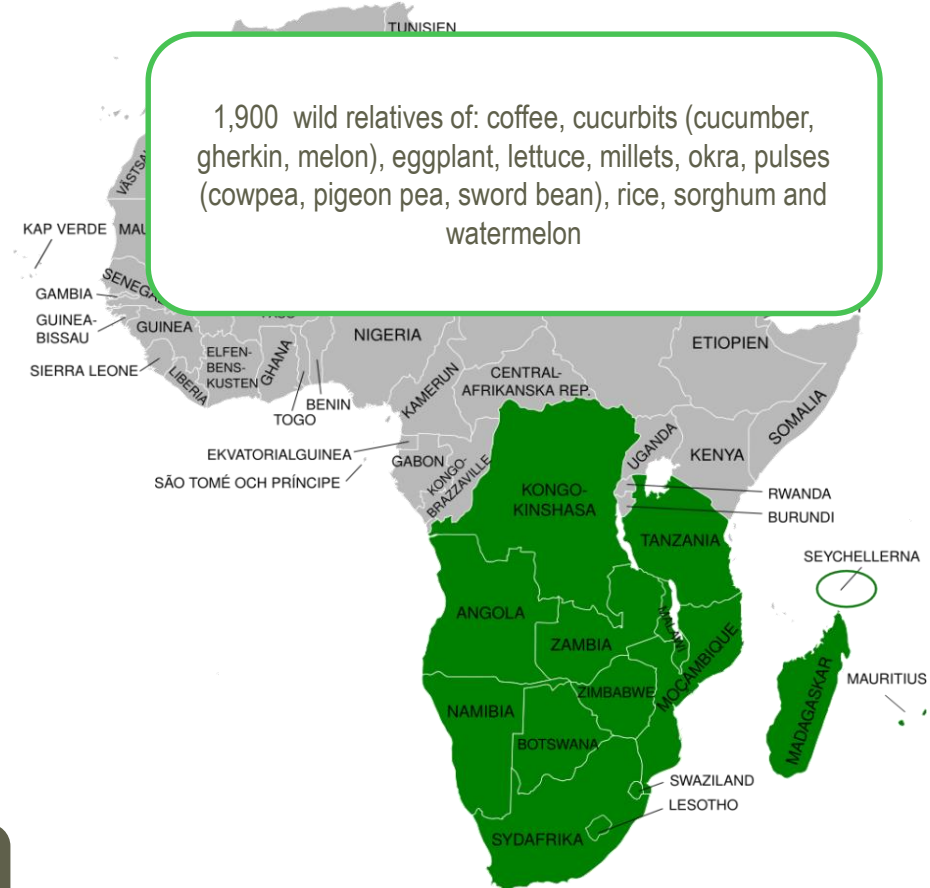 TUNISIEN
1,900 wild relatives of: coffee, cucurbits (cucumber,
gherkin, melon), eggplant, lettuce, millets, okra, pulses
(cowpea, pigeon pea, sword bean), rice, sorghum and
watermelon
KAP VERDE
GAMBIA
GUINEA-
BISSAU
GUINEA
SIERRA LEONE
LIBERIA
ELFEN-
BENS-
KUSTEN
GHANA
TOGO
BENIN
NIGERIA
KAMERUN
CENTRAL-
AFRIKANSKA REP.
ETIOPIEN
SOMALIA
EKVATORIALGUINEA
SÃO TOMÉ OCH PRÍNCIPE
GABON
KONGO-
BRAZZAVILLE
KONGO-
KINSHASA
UGANDA
KENYA
RWANDA
BURUNDI
TANZANIA
SEYCHELLERNA
ANGOLA
ZAMBIA
MALAWI
MOÇAMBIQUE
ZIMBABWE
NAMIBIA
BOTSWANA
MADAGASKAR
MAURITIUS
SWAZILAND
LESOTHO
SYDAFRIKA